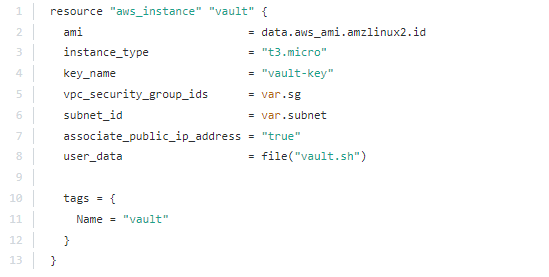 1 resource "aws_instance" "vault" {
2 ami = data.aws_ami.amzlinux2.id
3 instance_type = "t3.micro"
4 key_name = "vault-key"
5 vpc_security_group_ids = var.sg
6 subnet_id = var.subnet
7 associate_public_ip_address = "true"
8 user_data = file("vault.sh")
9
10 tags = {
11 Name = "vault"
12 }
13 }